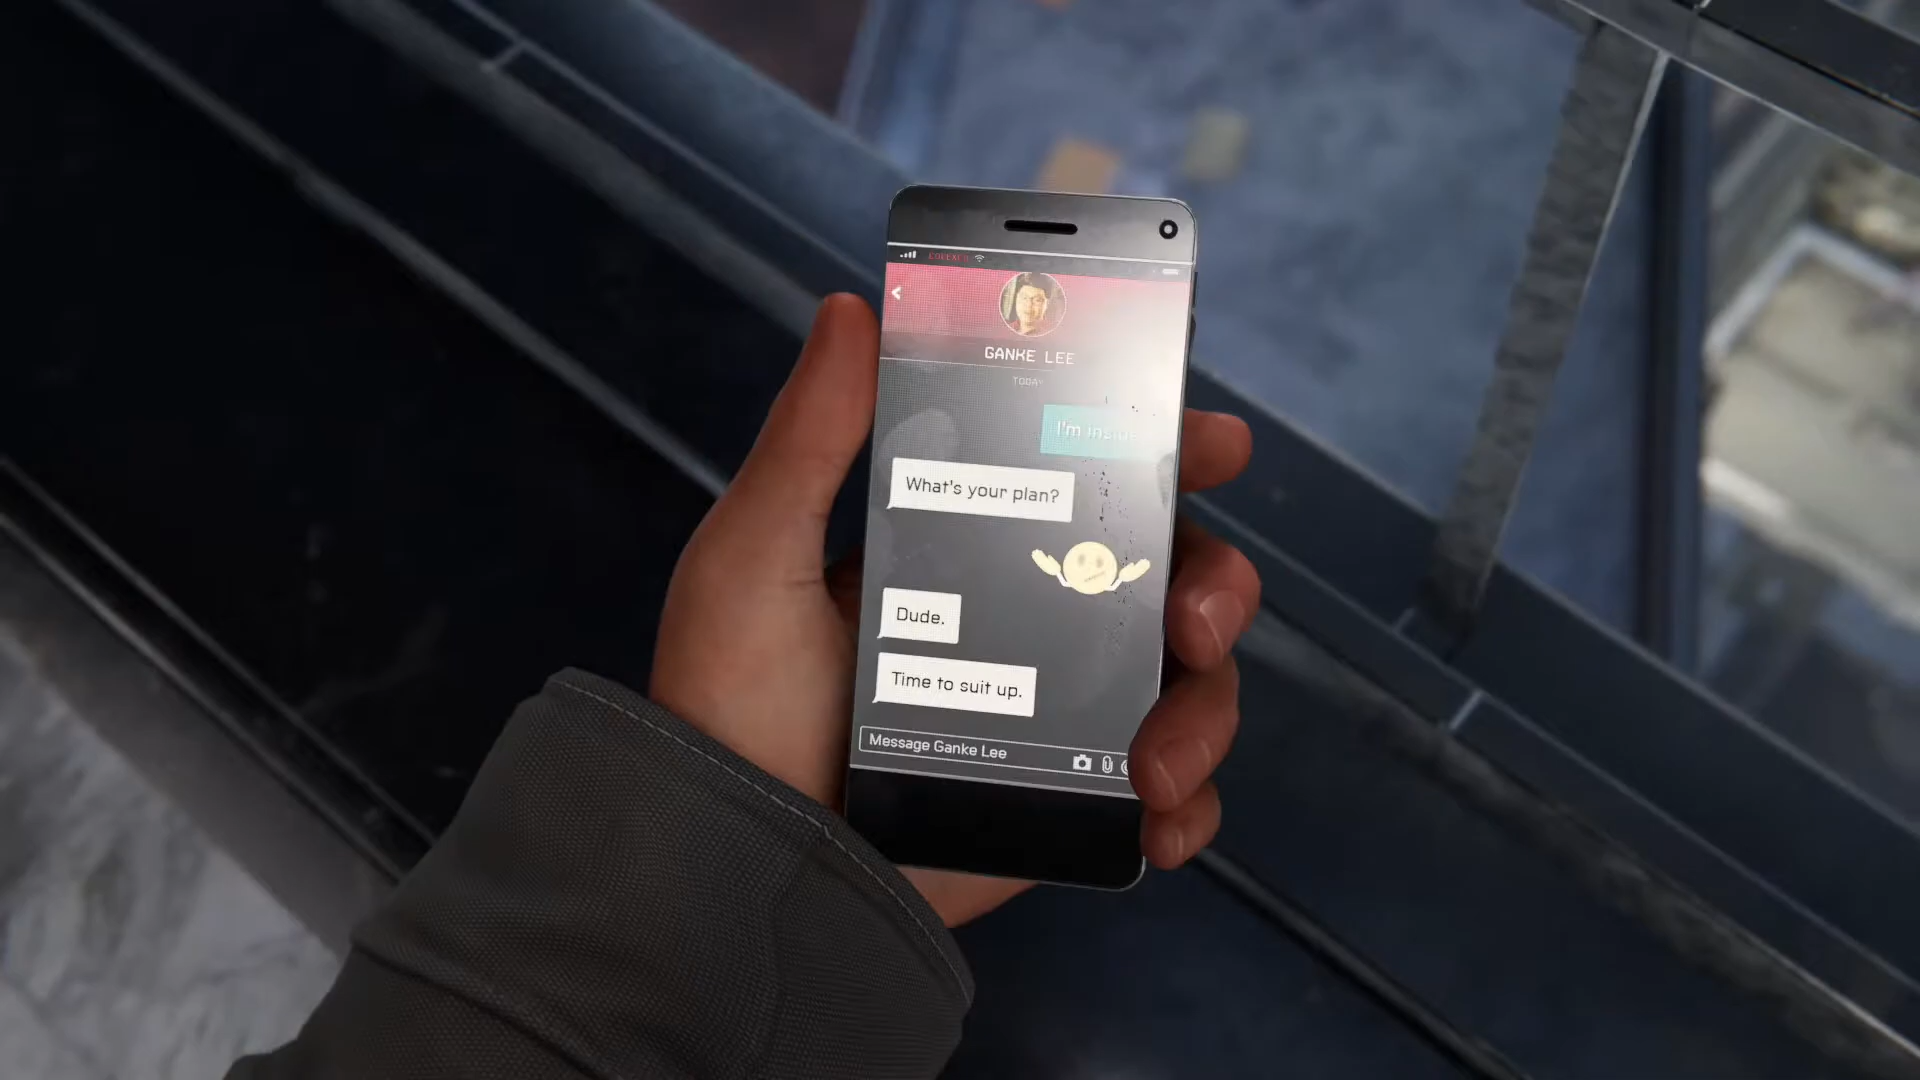 GANKE LEE
TODAY
I'm inside
What's your plan?
Dude.
Time to suit up.
Message Ganke Lee